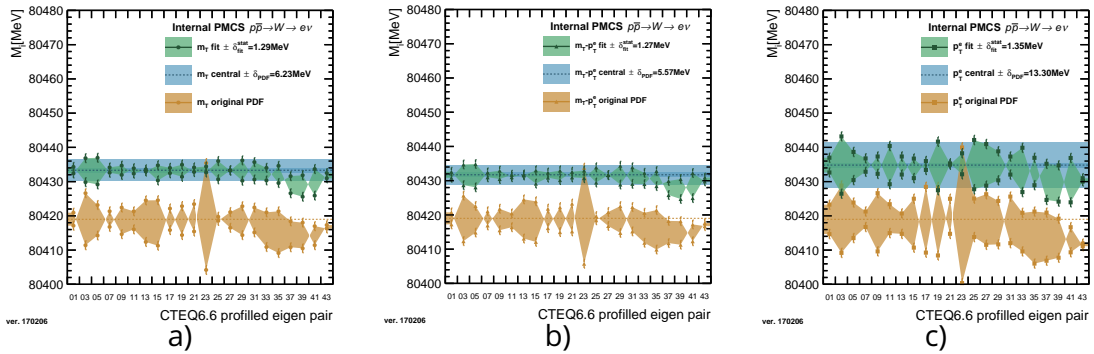 Internal PMCS pp̅→W → eν
m_T fit ± δ_fit^stat=1.29MeV
m_T central ± δ_PDF=6.23MeV
m_T original PDF
M_[MeV]
80480
80470
80460
80450
80440
80430
80420
80410
80400
01 03 05 07 09 11 13 15 17 19 21 23 25 27 29 31 33 35 37 39 41 43
CTEQ6.6 profilled eigen pair
ver. 170206
a)
Internal PMCS pp̅→W → eν
m_T-p_T^e fit ± δ_fit^stat=1.27MeV
m_T-p_T^e central ± δ_PDF=5.57MeV
m_T-p_T^e original PDF
M_[MeV]
80480
80470
80460
80450
80440
80430
80420
80410
80400
01 03 05 07 09 11 13 15 17 19 21 23 25 27 29 31 33 35 37 39 41 43
CTEQ6.6 profilled eigen pair
ver. 170206
b)
Internal PMCS pp̅→W → eν
p_T^e fit ± δ_fit^stat=1.35MeV
p_T^e central ± δ_PDF=13.30MeV
p_T^e original PDF
M_[MeV]
80480
80470
80460
80450
80440
80430
80420
80410
80400
01 03 05 07 09 11 13 15 17 19 21 23 25 27 29 31 33 35 37 39 41 43
CTEQ6.6 profilled eigen pair
ver. 170206
c)